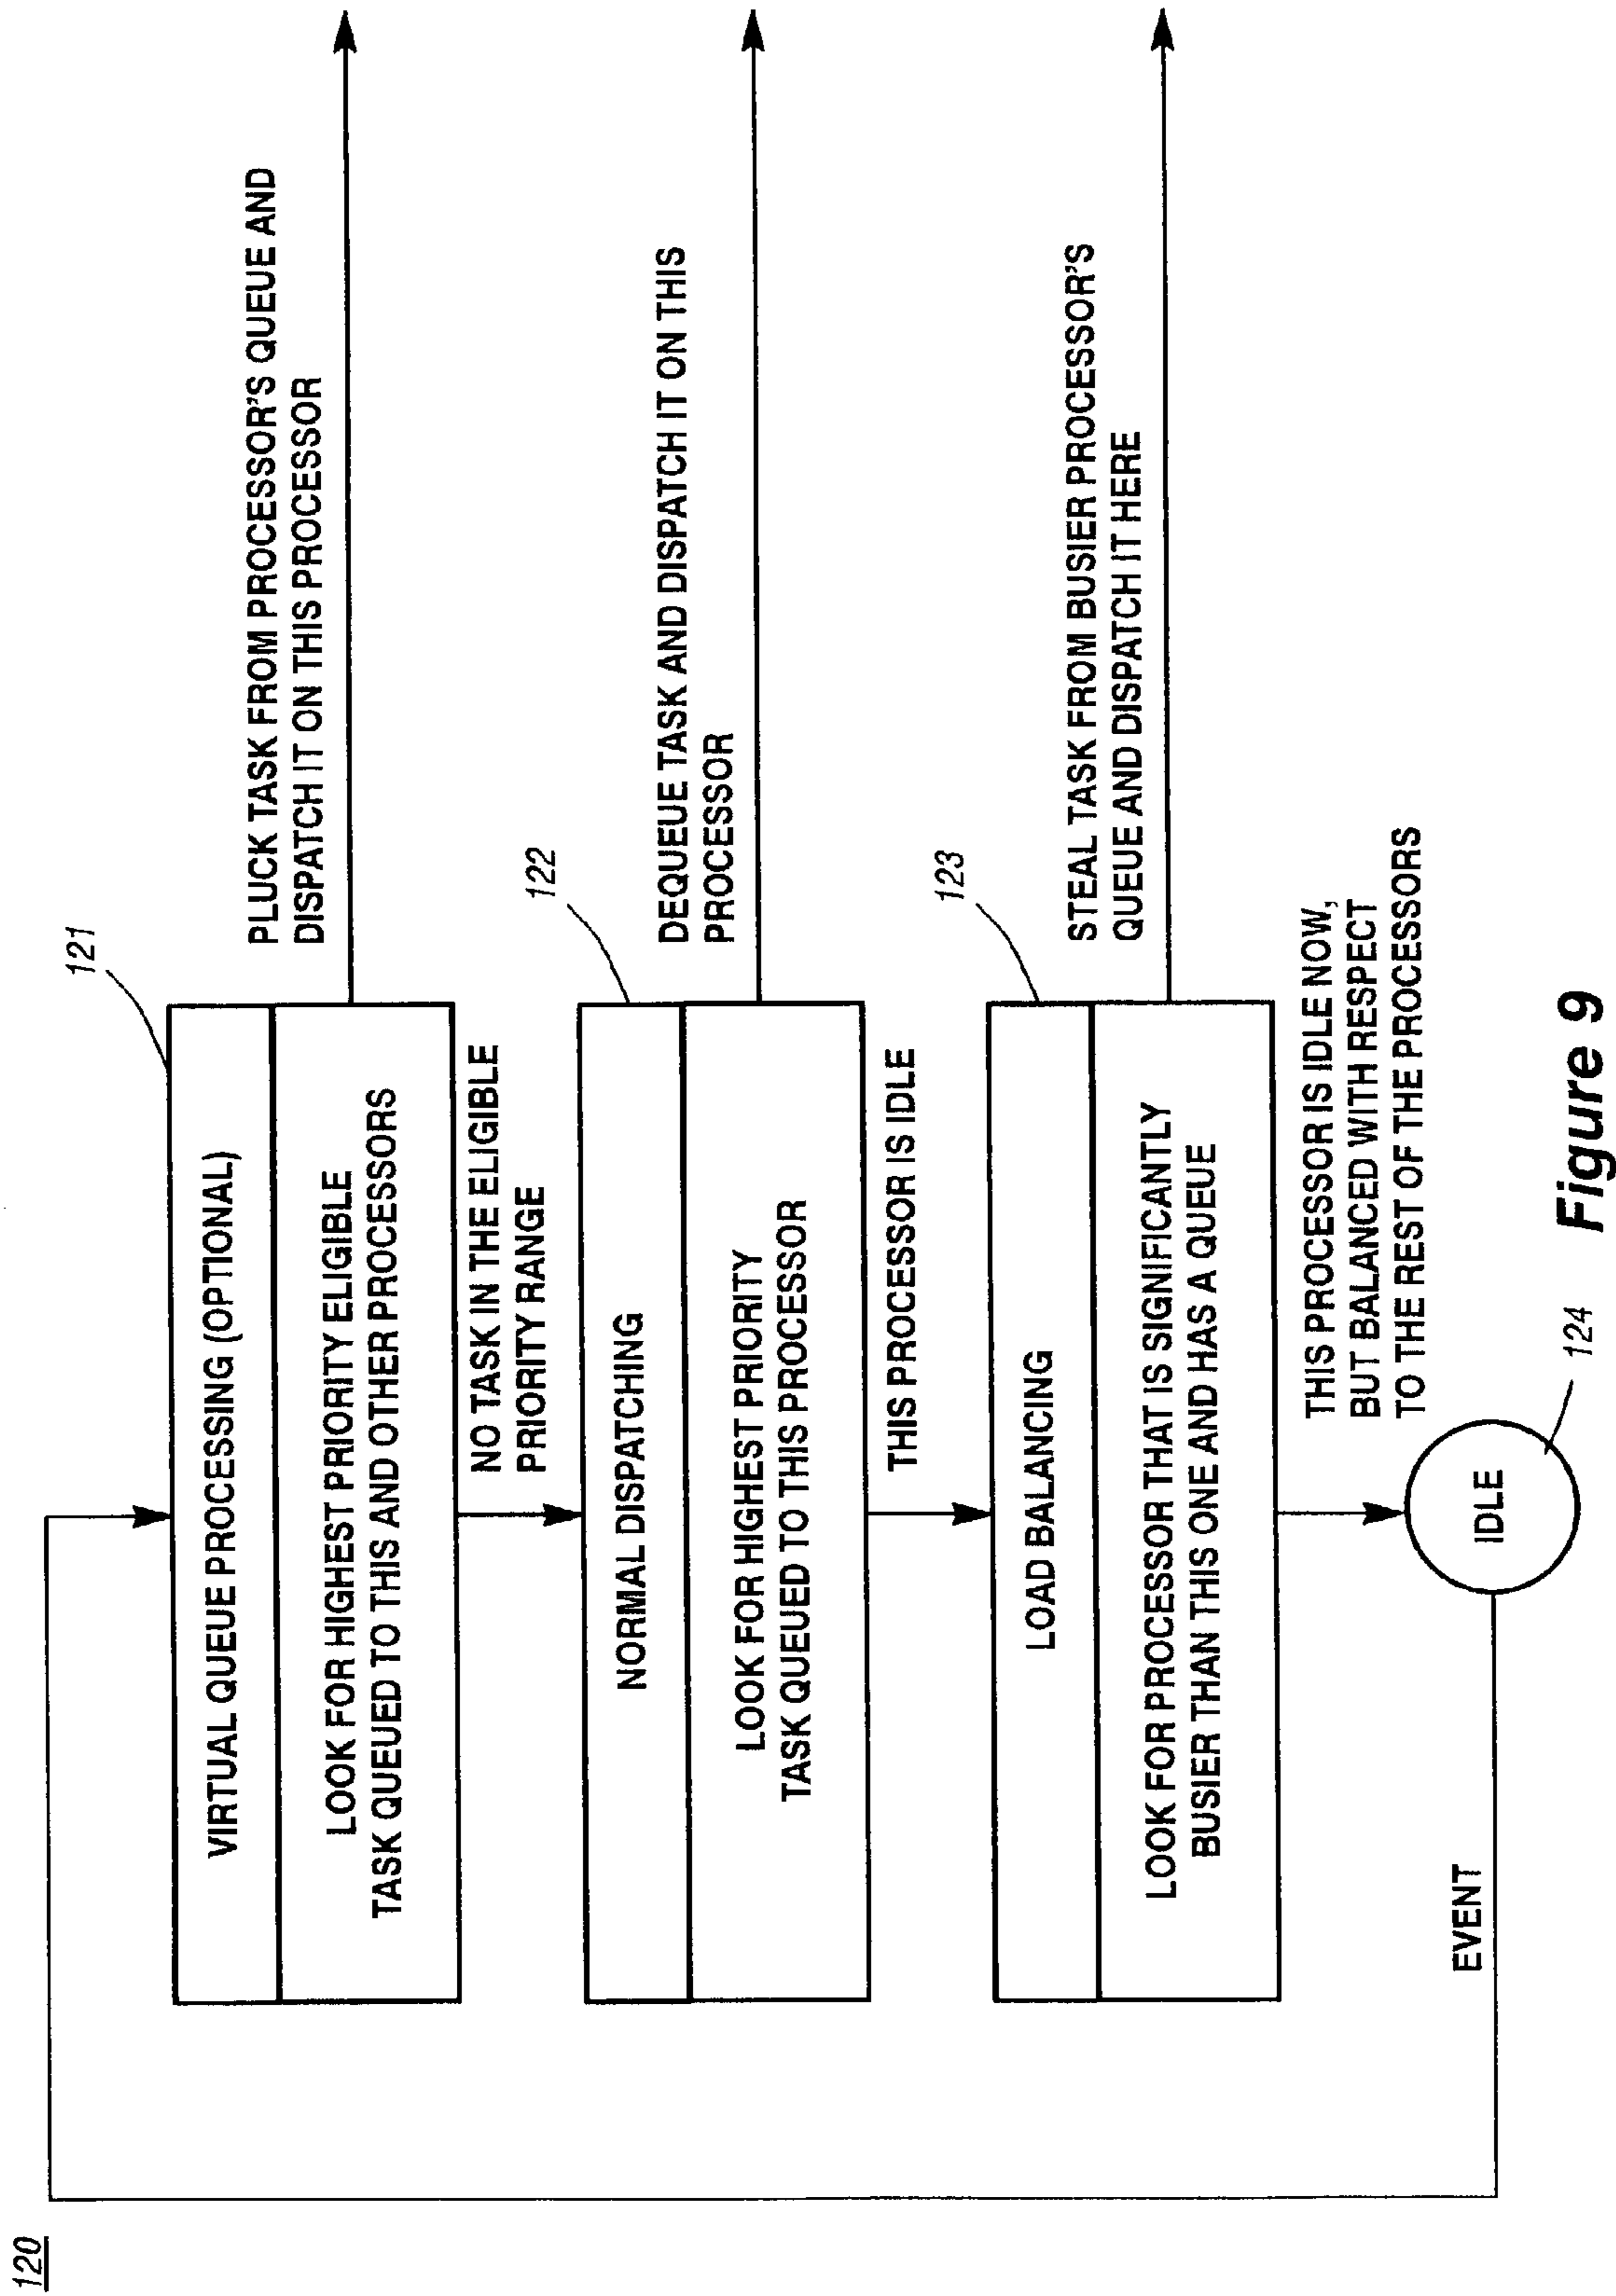 120
121
VIRTUAL QUEUE PROCESSING (OPTIONAL)
LOOK FOR HIGHEST PRIORITY ELIGIBLE
TASK QUEUED TO THIS AND OTHER PROCESSORS
PLUCK TASK FROM PROCESSOR'S QUEUE AND
DISPATCH IT ON THIS PROCESSOR
NO TASK IN THE ELIGIBLE
PRIORITY RANGE
122
NORMAL DISPATCHING
LOOK FOR HIGHEST PRIORITY
TASK QUEUED TO THIS PROCESSOR
DEQUEUE TASK AND DISPATCH IT ON THIS
PROCESSOR
THIS PROCESSOR IS IDLE
123
LOAD BALANCING
LOOK FOR PROCESSOR THAT IS SIGNIFICANTLY
BUSIER THAN THIS ONE AND HAS A QUEUE
STEAL TASK FROM BUSIER PROCESSOR'S
QUEUE AND DISPATCH IT HERE
THIS PROCESSOR IS IDLE NOW,
BUT BALANCED WITH RESPECT
TO THE REST OF THE PROCESSORS
EVENT
IDLE
124
Figure 9